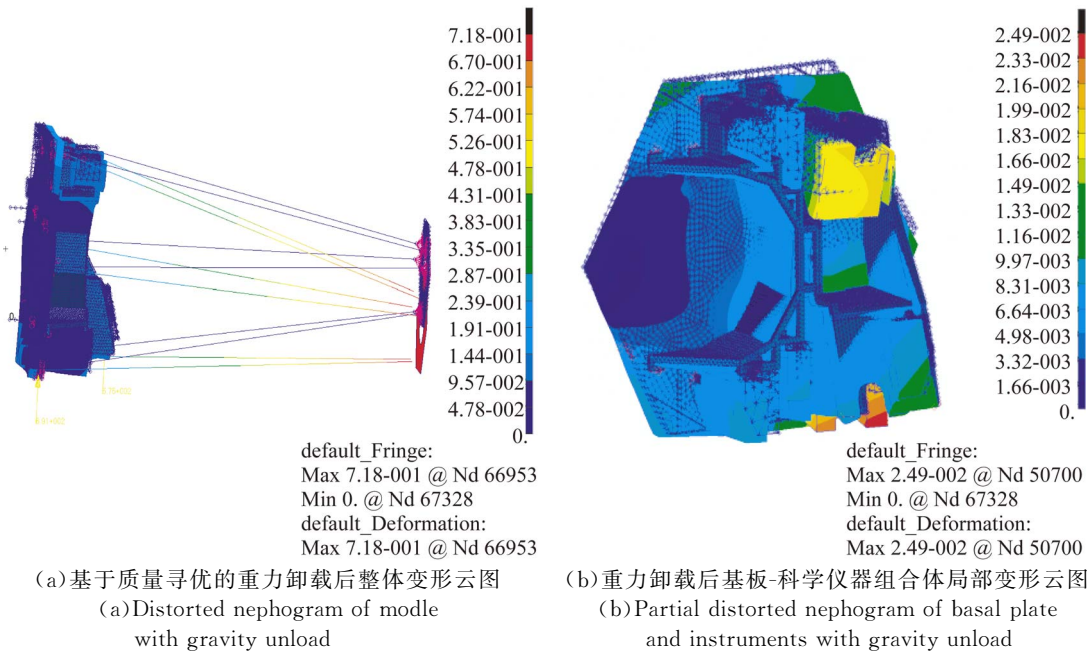 7.18-001
6.70-001
6.22-001
5.74-001
5.26-001
4.78-001
4.31-001
3.83-001
3.35-001
2.87-001
2.39-001
1.91-001
1.44-001
9.57-002
4.78-002
0.
default_Fringe:
Max 7.18-001 @ Nd 66953
Min 0. @ Nd 67328
default_Deformation:
Max 7.18-001 @ Nd 66953
(a)基于质量寻优的重力卸载后整体变形云图
(a)Distorted nephogram of modle
with gravity unload
2.49-002
2.33-002
2.16-002
1.99-002
1.83-002
1.66-002
1.49-002
1.33-002
1.16-002
9.97-003
8.31-003
6.64-003
4.98-003
3.32-003
1.66-003
0.
default_Fringe:
Max 2.49-002 @ Nd 50700
Min 0. @ Nd 67328
default_Deformation:
Max 2.49-002 @ Nd 50700
(b)重力卸载后基板-科学仪器组合体局部变形云图
(b)Partial distorted nephogram of basal plate
and instruments with gravity unload